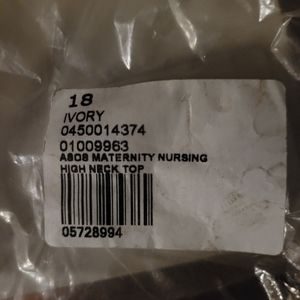 18
IVORY
0450014374
01009963
ASOS MATERNITY NURSING
HIGH NECK TOP
05728994